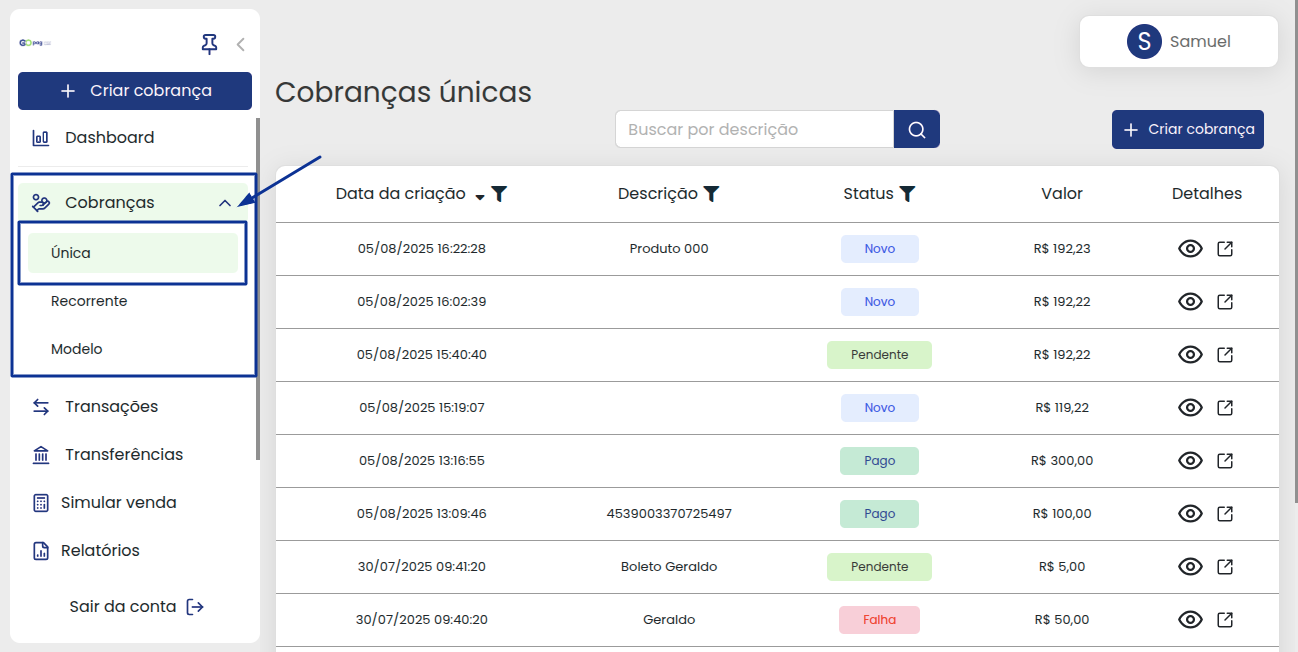 GOpag
Criar cobrança
Dashboard
Cobranças
Única
Recorrente
Modelo
Transações
Transferências
Simular venda
Relatórios
Sair da conta
S Samuel
Cobranças únicas
Buscar por descrição
Criar cobrança
Data da criação Descrição Status Valor Detalhes
05/08/2025 16:22:28 Produto 000 Novo R$ 192,23
05/08/2025 16:02:39 Novo R$ 192,22
05/08/2025 15:40:40 Pendente R$ 192,22
05/08/2025 15:19:07 Novo R$ 119,22
05/08/2025 13:16:55 Pago R$ 300,00
05/08/2025 13:09:46 4539003370725497 Pago R$ 100,00
30/07/2025 09:41:20 Boleto Geraldo Pendente R$ 5,00
30/07/2025 09:40:20 Geraldo Falha R$ 50,00